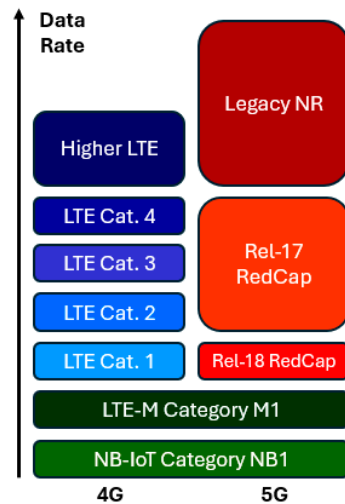 Data
Rate
Legacy NR
Higher LTE
LTE Cat. 4
Rel-17
RedCap
LTE Cat. 3
LTE Cat. 2
LTE Cat. 1
Rel-18 RedCap
LTE-M Category M1
NB-IoT Category NB1
4G
5G